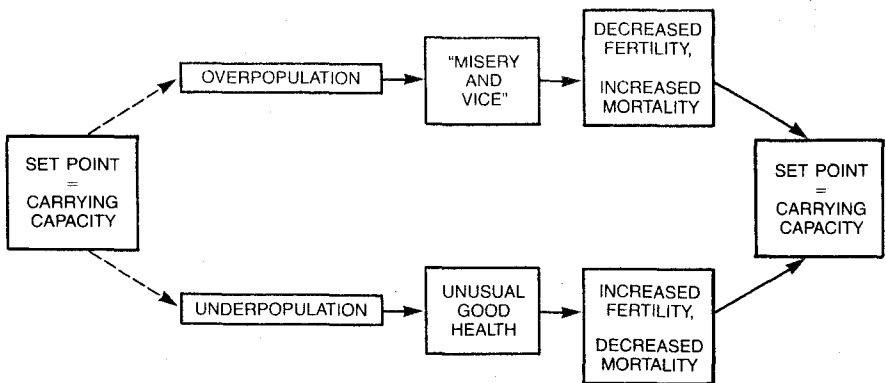 OVERPOPULATION
"MISERY
AND
VICE"
DECREASED
FERTILITY,
INCREASED
MORTALITY
SET POINT
=
CARRYING
CAPACITY
SET POINT
=
CARRYING
CAPACITY
UNDERPOPULATION
UNUSUAL
GOOD
HEALTH
INCREASED
FERTILITY,
DECREASED
MORTALITY